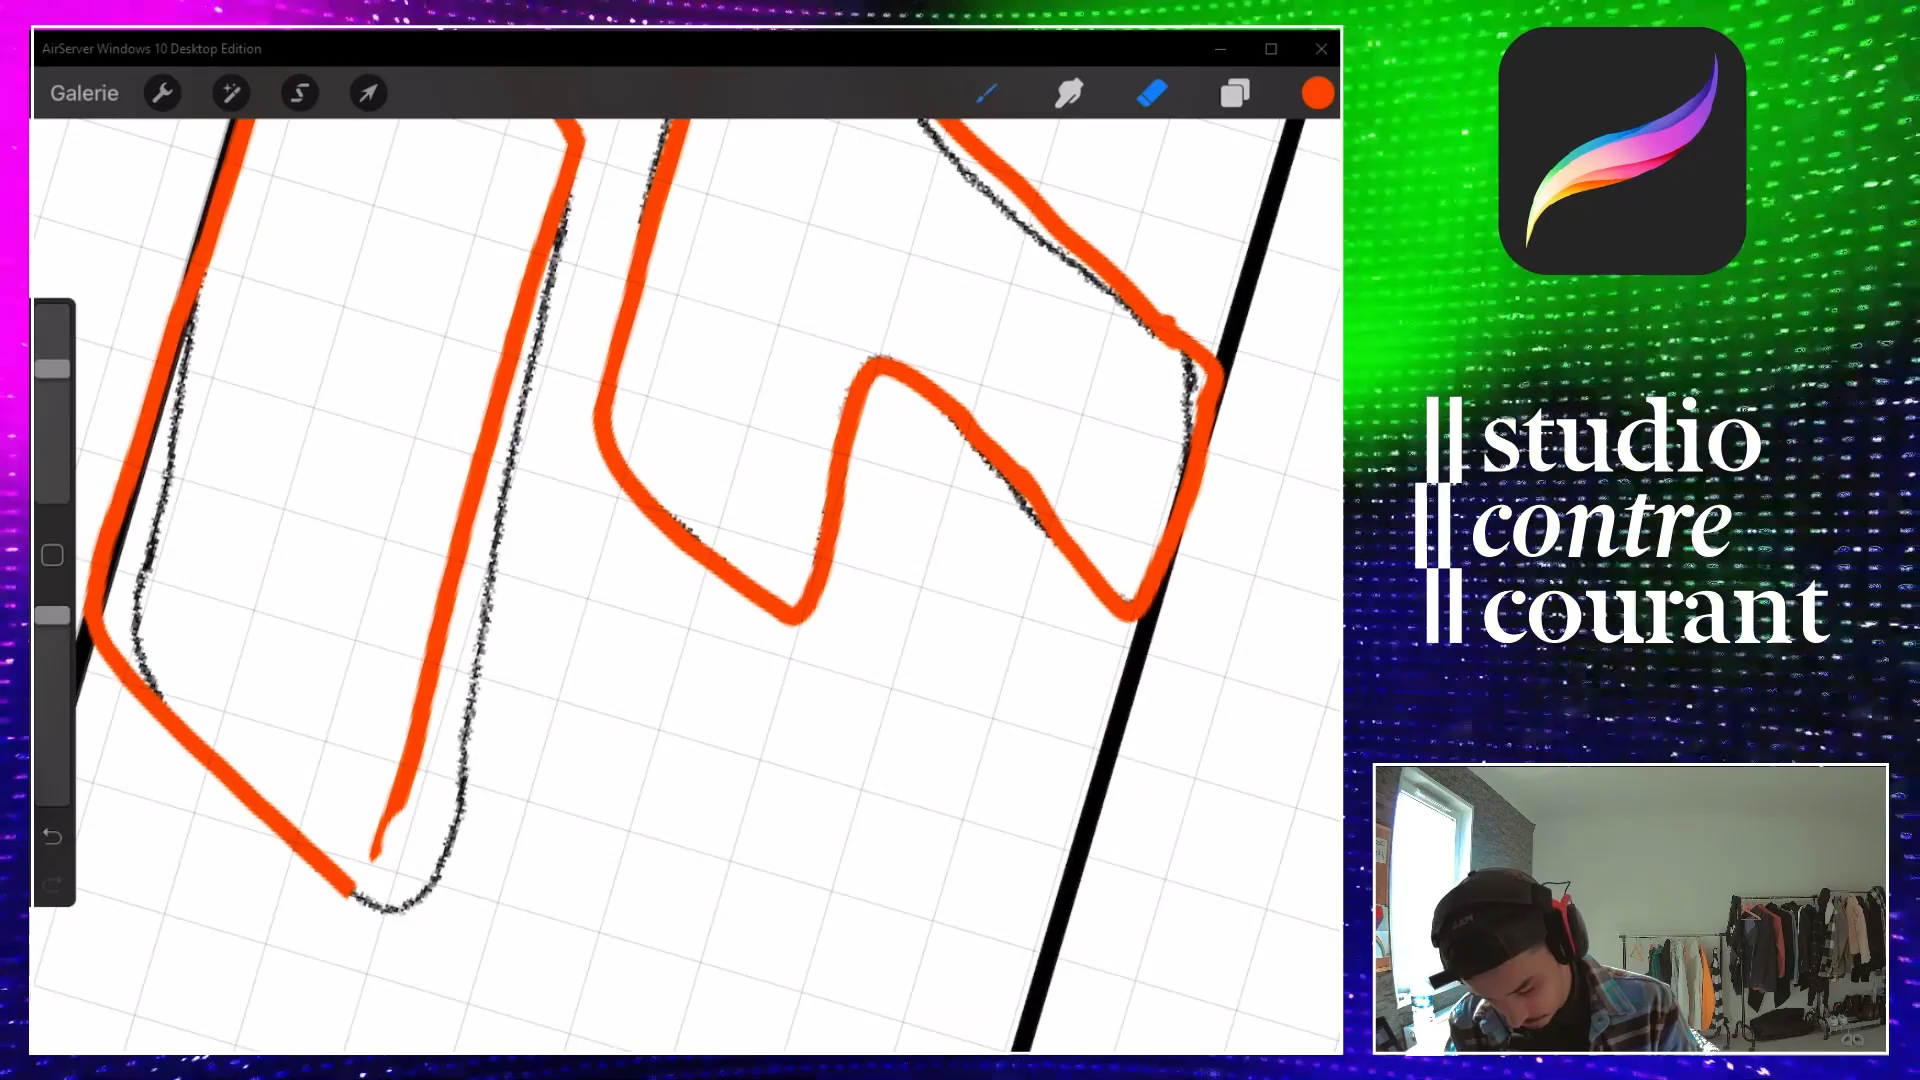 AirServer Windows 10 Desktop Edition
Galerie
studio
contre
courant